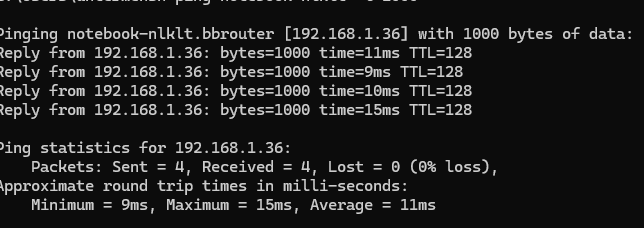 Pinging notebook-nlklt.bbrouter [192.168.1.36] with 1000 bytes of data:
Reply from 192.168.1.36: bytes=1000 time=11ms TTL=128
Reply from 192.168.1.36: bytes=1000 time=9ms TTL=128
Reply from 192.168.1.36: bytes=1000 time=10ms TTL=128
Reply from 192.168.1.36: bytes=1000 time=15ms TTL=128
Ping statistics for 192.168.1.36:
Packets: Sent = 4, Received = 4, Lost = 0 (0% loss),
Approximate round trip times in milli-seconds:
Minimum = 9ms, Maximum = 15ms, Average = 11ms